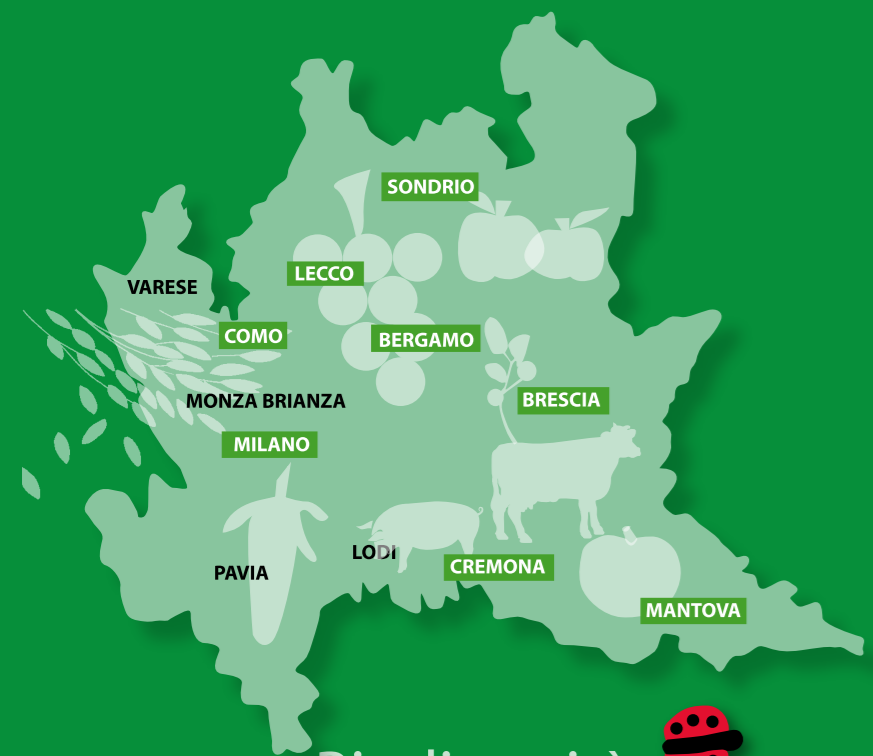 SONDRIO
LECCO
VARESE
COMO
BERGAMO
MONZA BRIANZA
BRESCIA
MILANO
LODI
CREMONA
PAVIA
MANTOVA